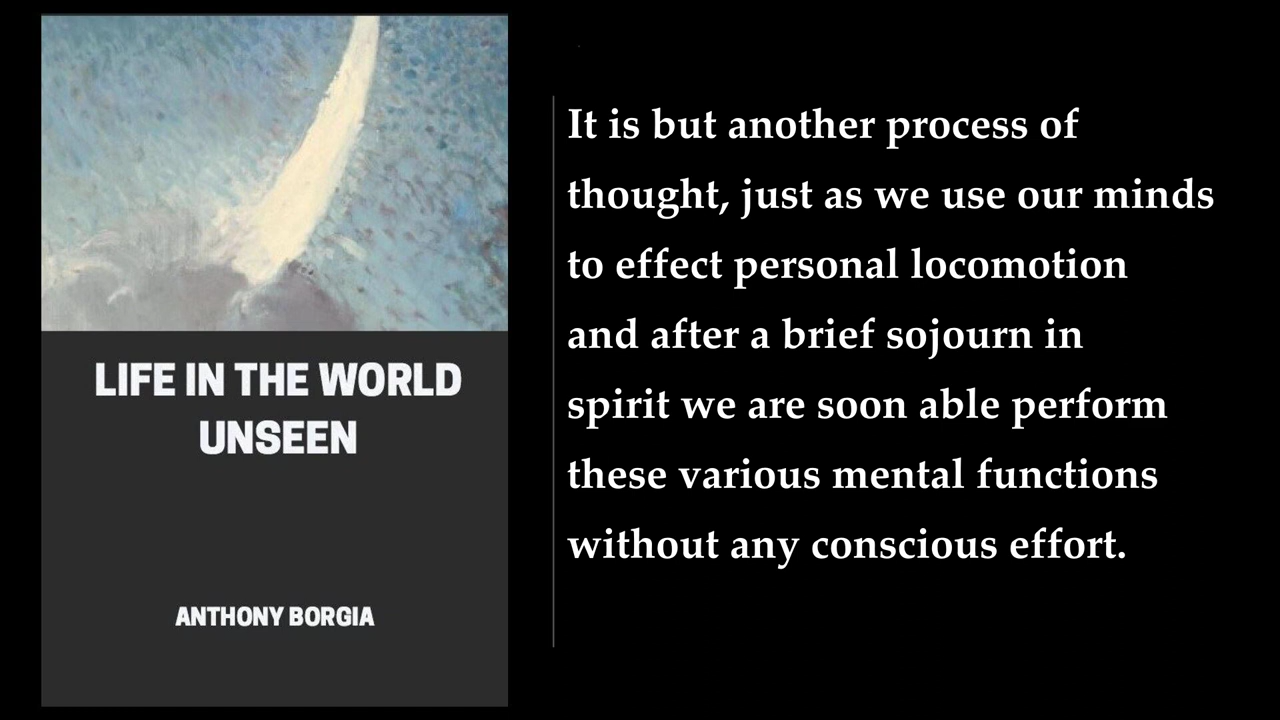 LIFE IN THE WORLD
UNSEEN
ANTHONY BORGIA
It is but another process of
thought, just as we use our minds
to effect personal locomotion
and after a brief sojourn in
spirit we are soon able perform
these various mental functions
without any conscious effort.